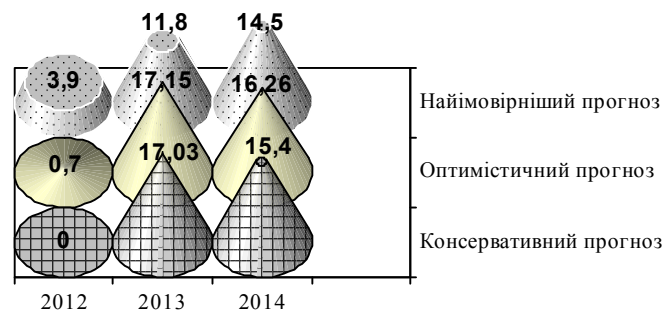 11,8 14,5
3,9 17,15 16,26
Найімовірніший прогноз
0,7 17,03 15,4
Оптимістичний прогноз
0
Консервативний прогноз
2012 2013 2014